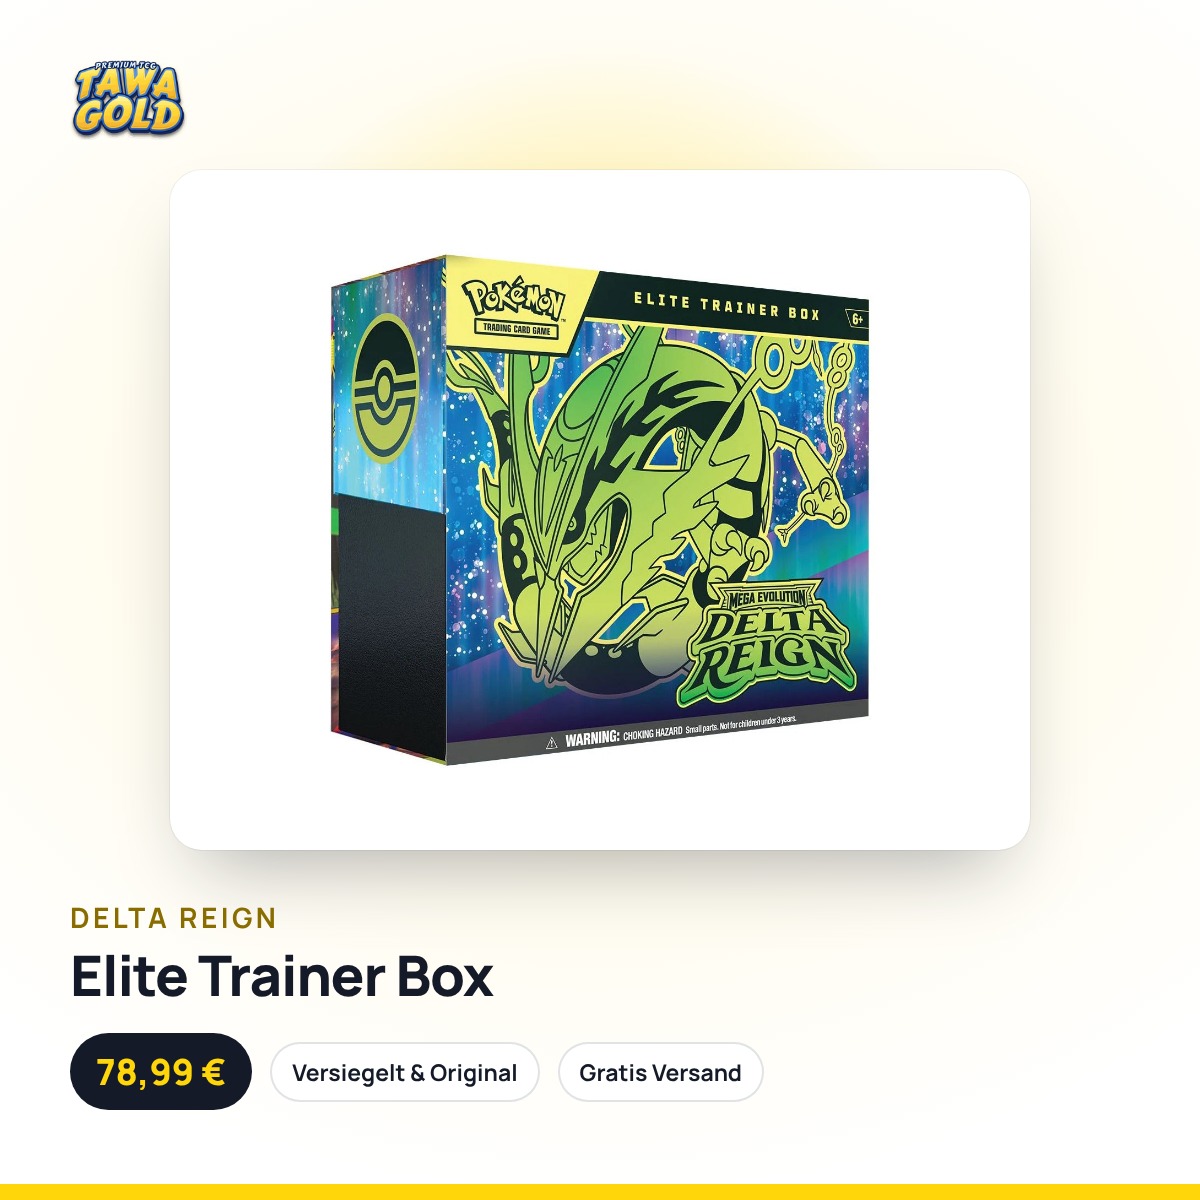 PREMIUM TCG
TAWA
GOLD
POKéMON
TRADING CARD GAME
ELITE TRAINER BOX
6+
MEGA EVOLUTION
DELTA
REIGN
WARNING: CHOKING HAZARD Small parts. Not for children under 3 years.
DELTA REIGN
Elite Trainer Box
78,99 €
Versiegelt & Original
Gratis Versand